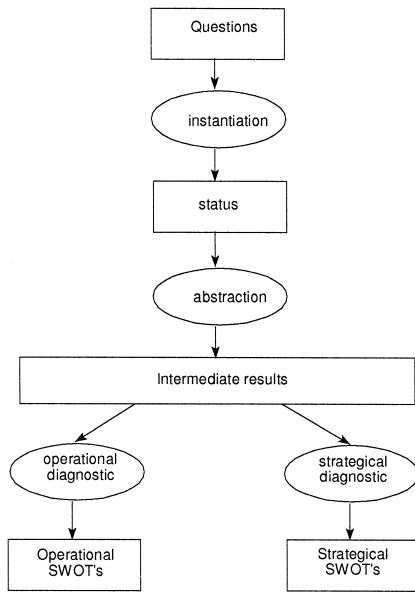 Questions
instantiation
status
abstraction
Intermediate results
operational
diagnostic
strategical
diagnostic
Operational
SWOT's
Strategical
SWOT's